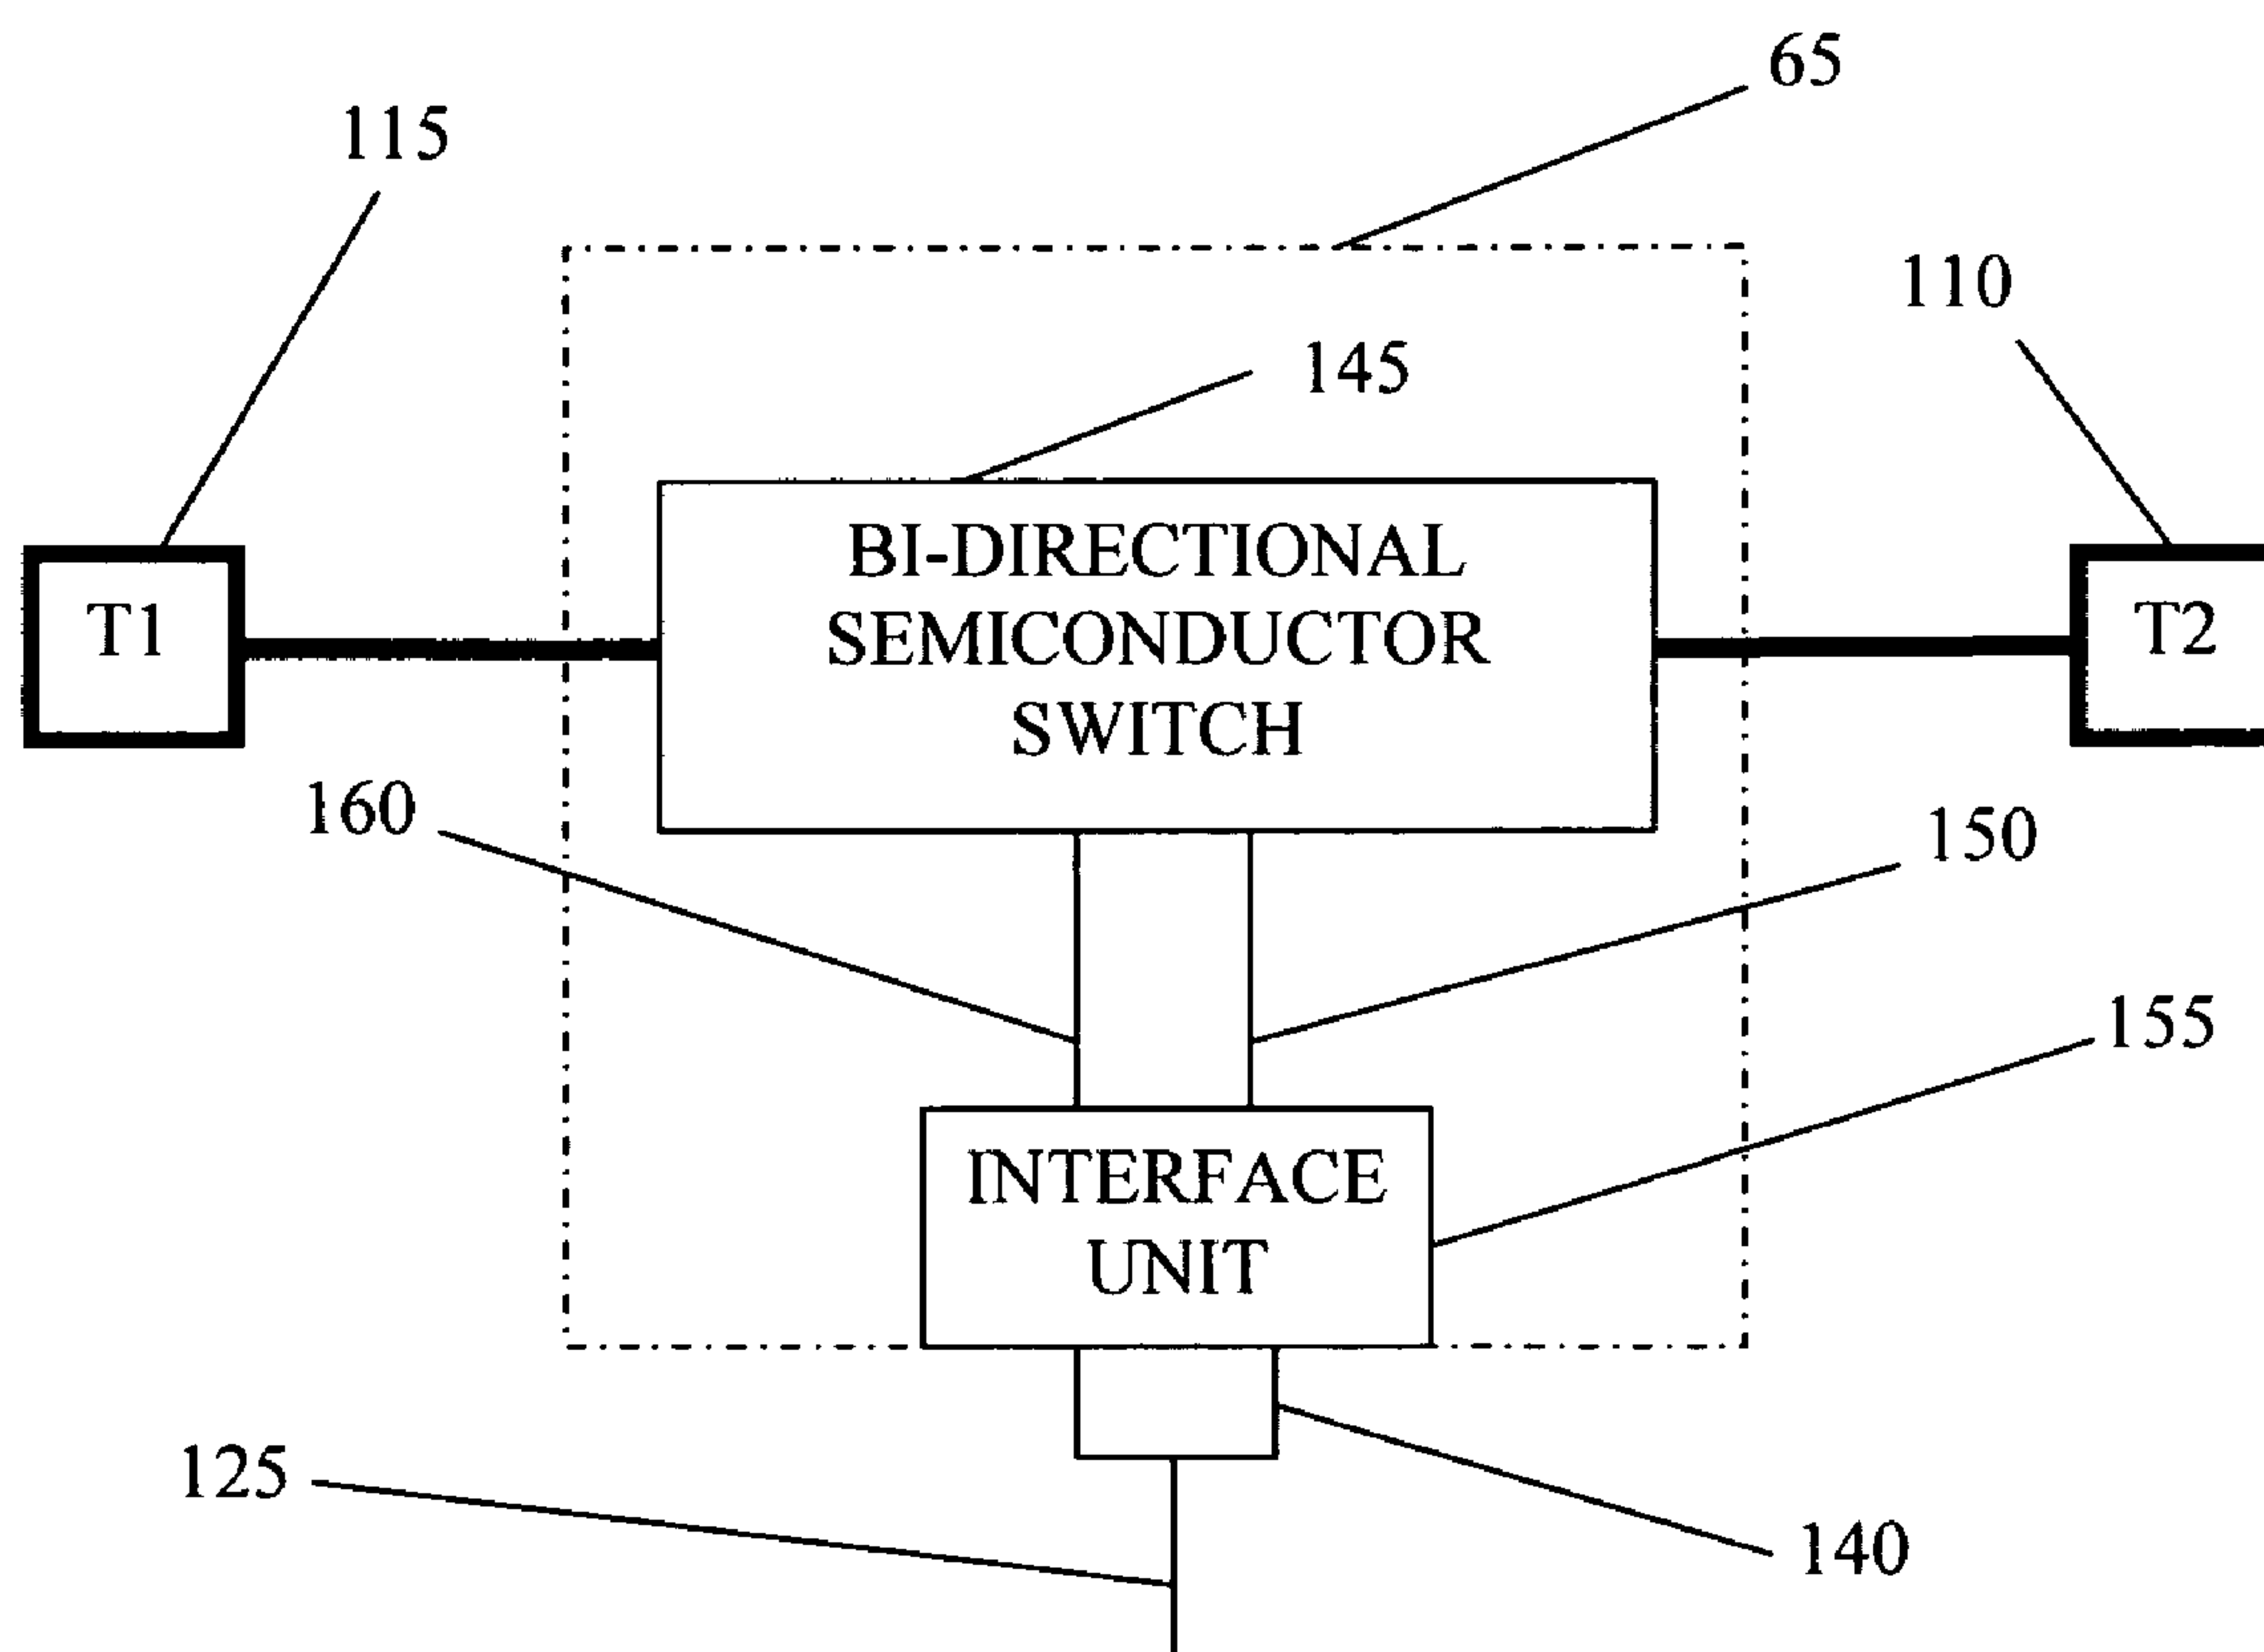 65
115
110
145
BI-DIRECTIONAL
SEMICONDUCTOR
SWITCH
T1
T2
160
150
155
INTERFACE
UNIT
125
140